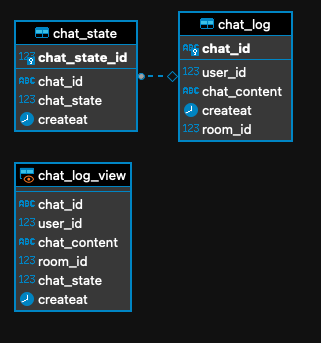 chat_state
123 chat_state_id
ABC chat_id
123 chat_state
createat
chat_log
ABC chat_id
123 user_id
ABC chat_content
createat
123 room_id
chat_log_view
ABC chat_id
123 user_id
ABC chat_content
123 room_id
123 chat_state
createat